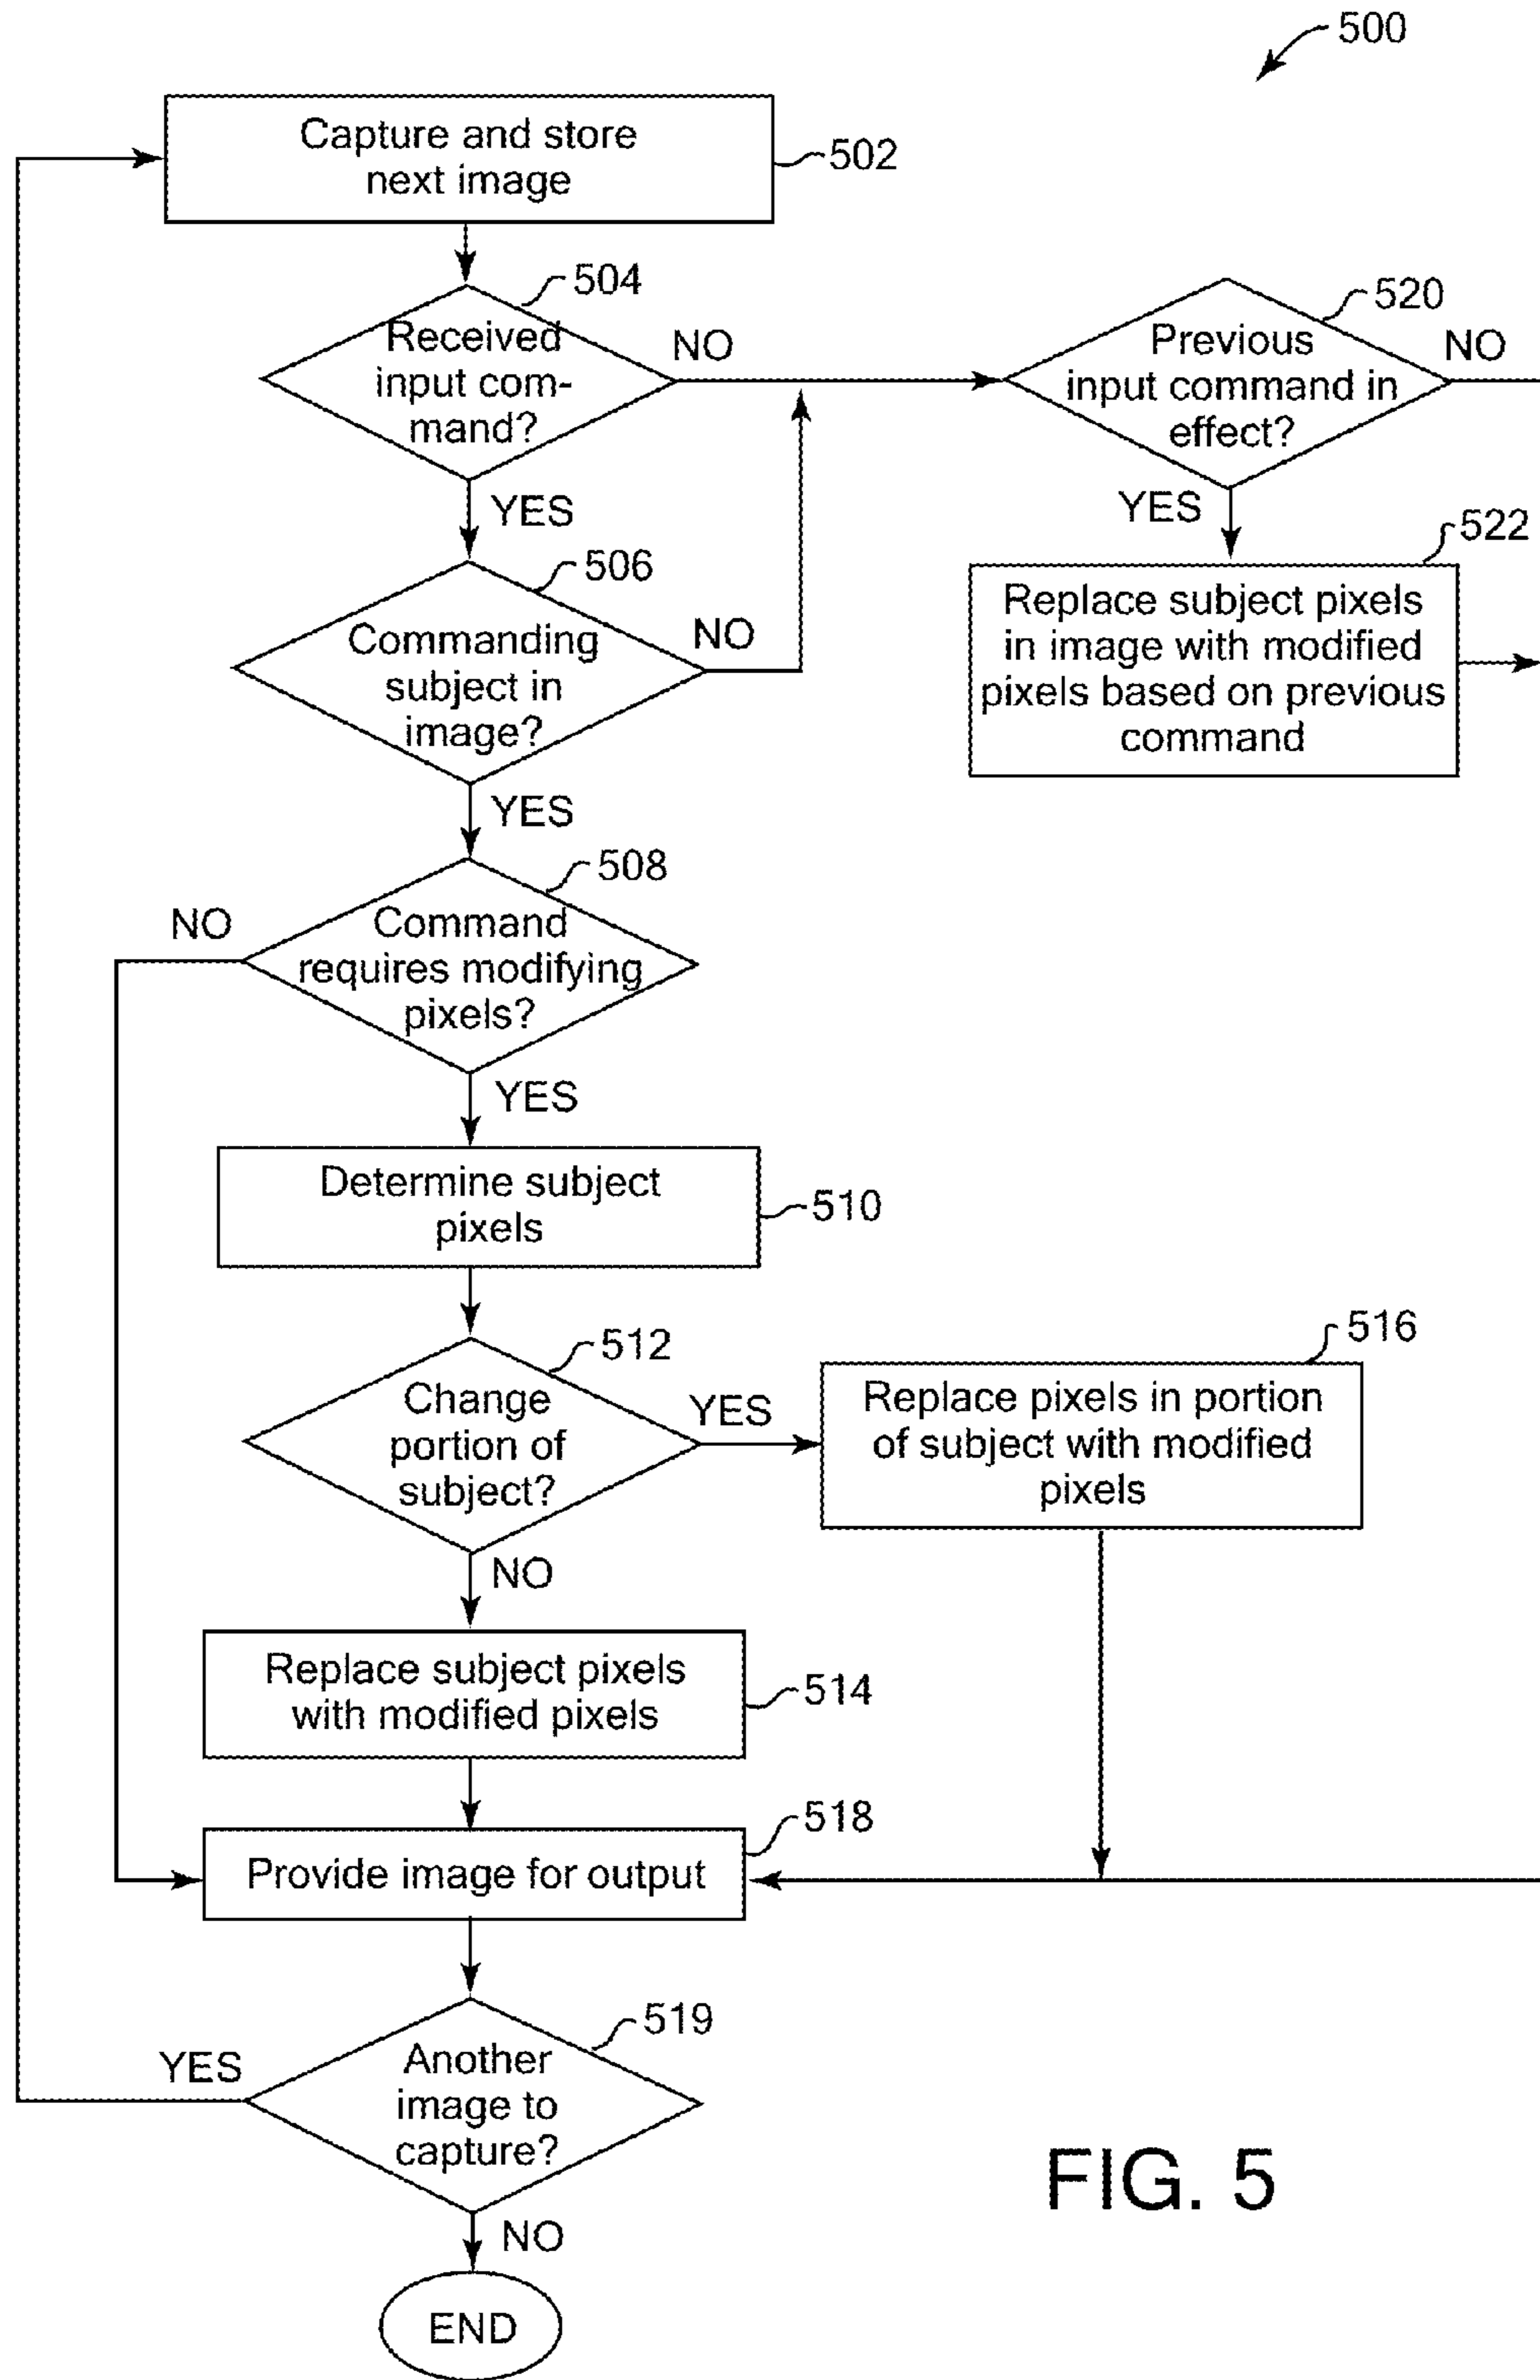 500
Capture and store
next image
502
504
Received
input com-
mand?
NO
YES
520
Previous
input command in
effect?
NO
YES
522
Replace subject pixels
in image with modified
pixels based on previous
command
506
Commanding
subject in
image?
NO
YES
508
Command
requires modifying
pixels?
NO
YES
Determine subject
pixels
510
512
Change
portion of
subject?
YES
NO
516
Replace pixels in portion
of subject with modified
pixels
Replace subject pixels
with modified pixels
514
518
Provide image for output
519
Another
image to
capture?
YES
NO
END
FIG. 5